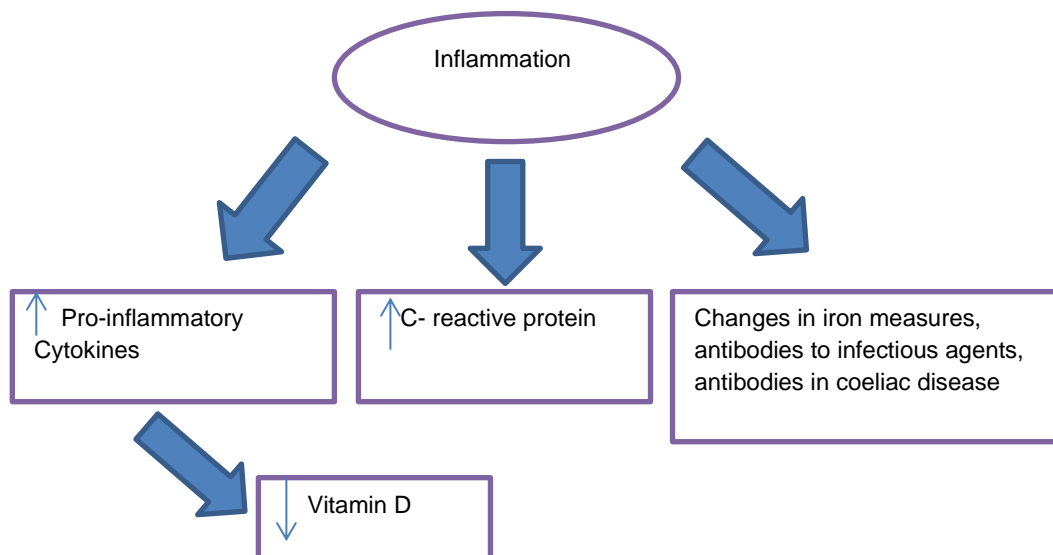 Inflammation
Pro-inflammatory
Cytokines
C- reactive protein
Changes in iron measures,
antibodies to infectious agents,
antibodies in coeliac disease
Vitamin D